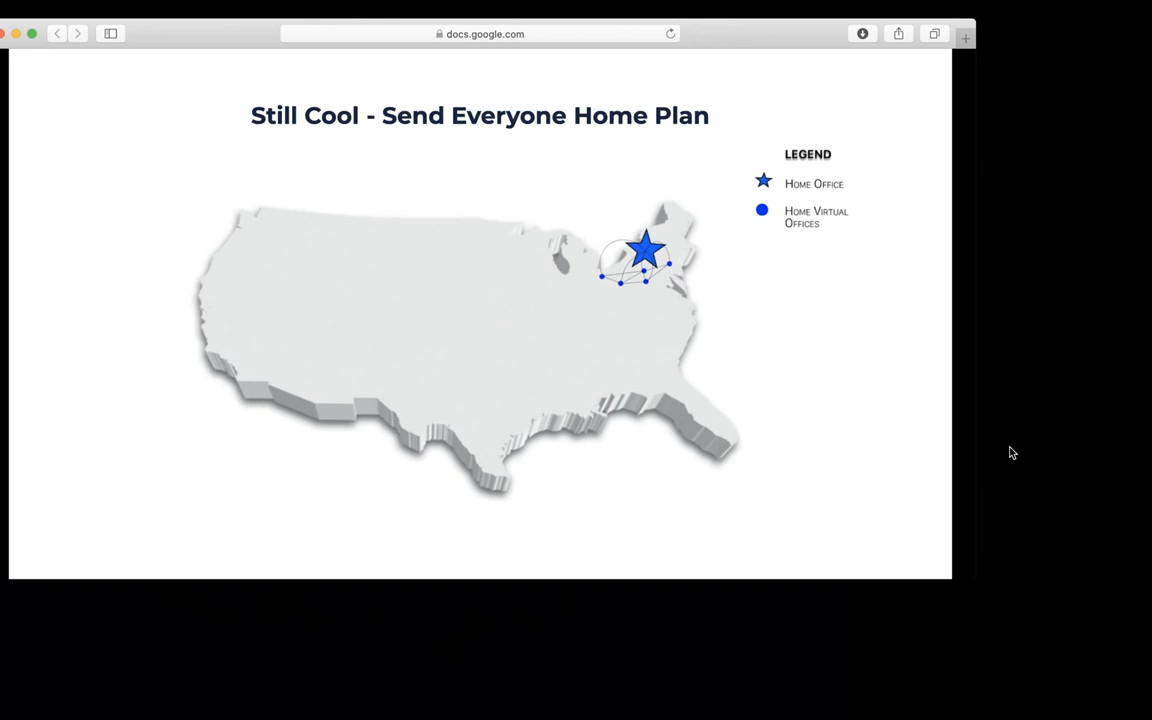 docs.google.com
Still Cool - Send Everyone Home Plan
LEGEND
Home Office
Home Virtual
Offices